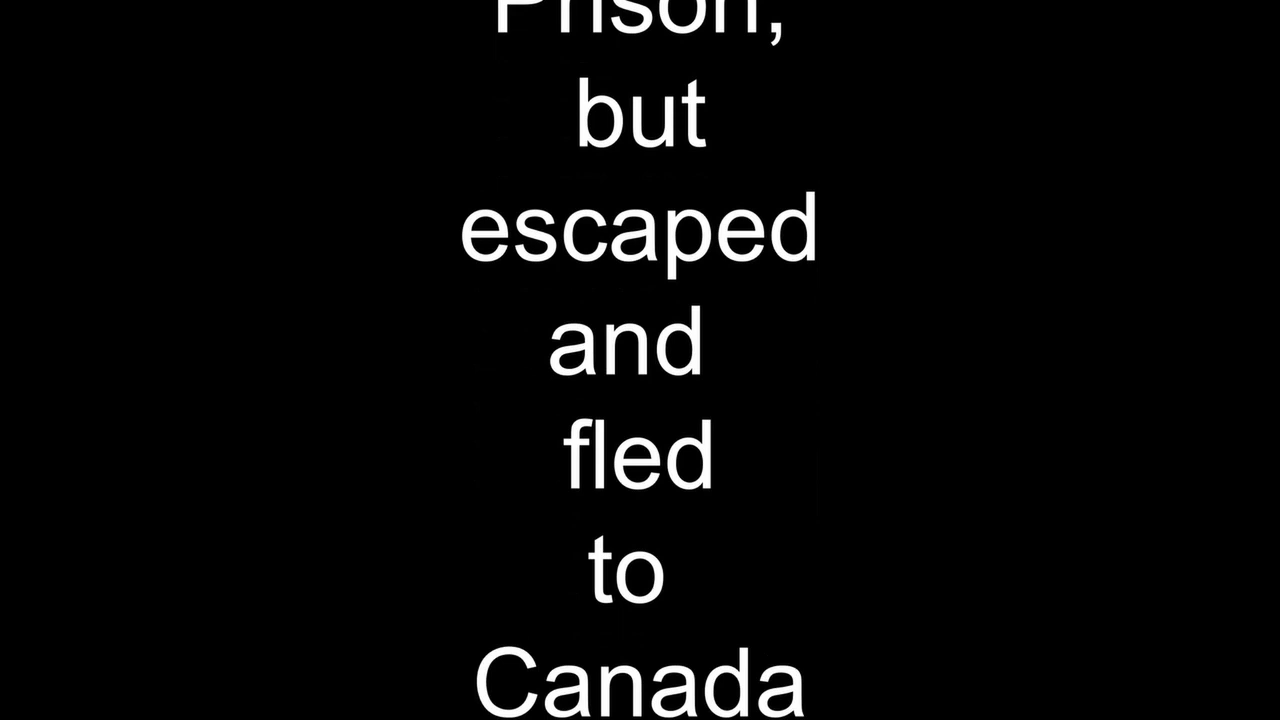 Prison,
but
escaped
and
fled
to
Canada